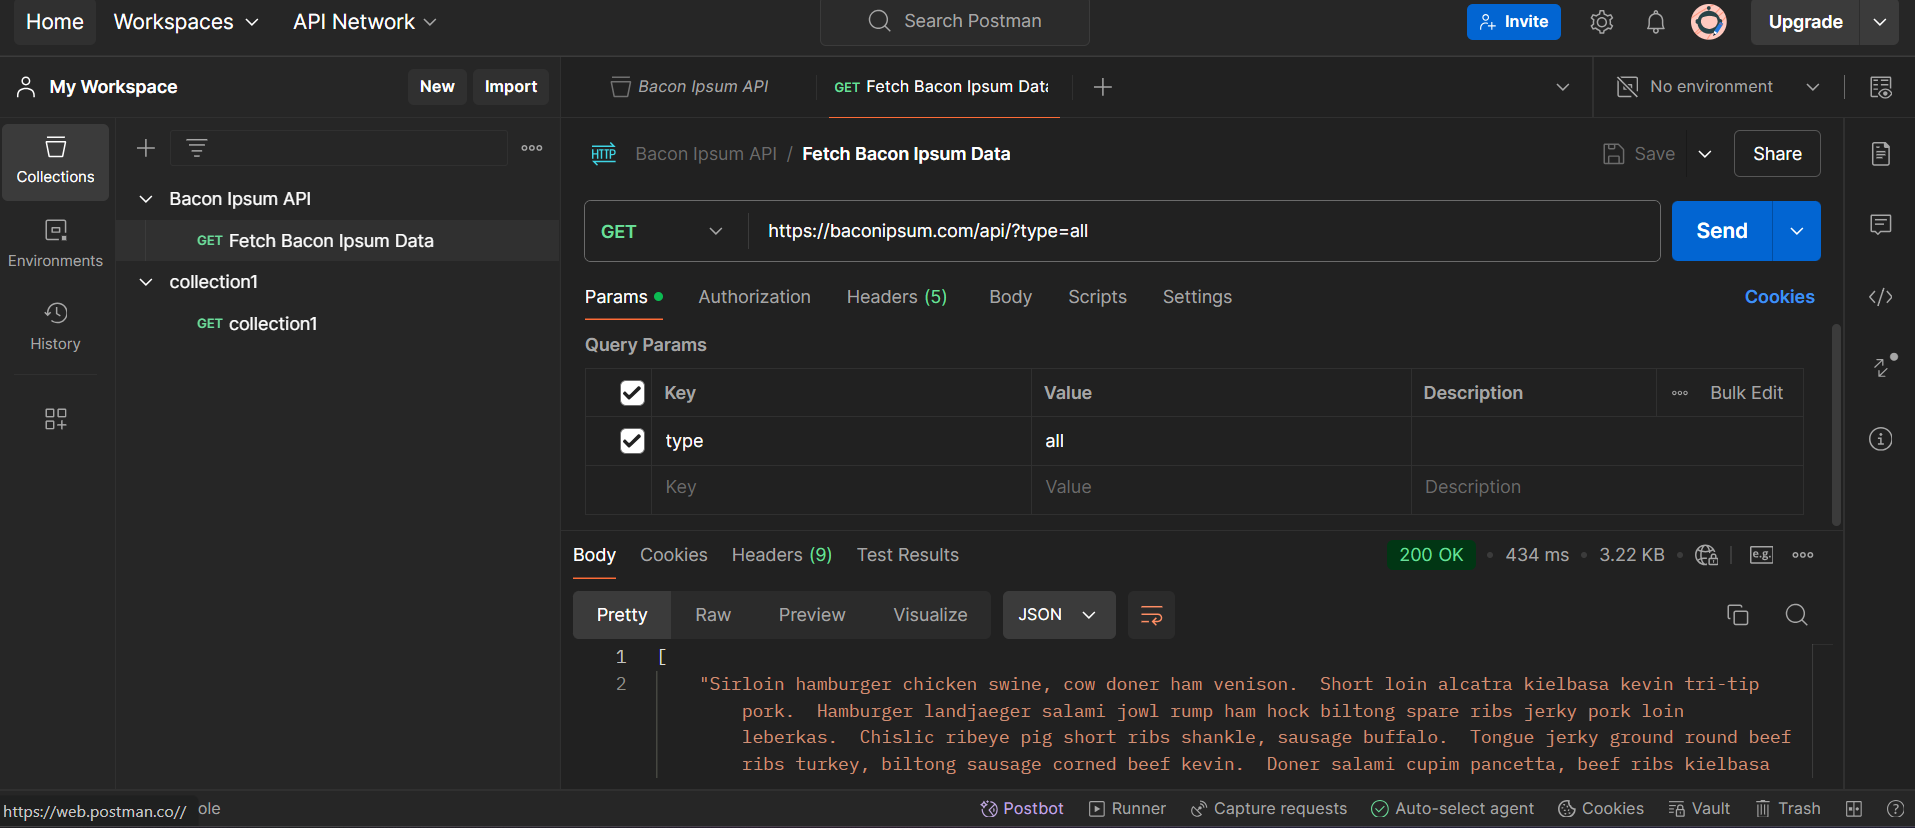 Home Workspaces API Network Search Postman Invite Upgrade
My Workspace New Import
Bacon Ipsum API GET Fetch Bacon Ipsum Data No environment
Collections
Environments
History
Bacon Ipsum API
GET Fetch Bacon Ipsum Data
collection1
GET collection1
HTTP Bacon Ipsum API / Fetch Bacon Ipsum Data Save Share
GET https://baconipsum.com/api/?type=all Send
Params Authorization Headers (5) Body Scripts Settings Cookies
Query Params
Key Value Description Bulk Edit
type all
Key Value Description
Body Cookies Headers (9) Test Results 200 OK • 434 ms • 3.22 KB • e.g.
Pretty Raw Preview Visualize JSON
1 [
2 "Sirloin hamburger chicken swine, cow doner ham venison.  Short loin alcatra kielbasa kevin tri-tip
pork.  Hamburger landjaeger salami jowl rump ham hock biltong spare ribs jerky pork loin
leberkas.  Chislic ribeye pig short ribs shankle, sausage buffalo.  Tongue jerky ground round beef
ribs turkey, biltong sausage corned beef kevin.  Doner salami cupim pancetta, beef ribs kielbasa
https://web.postman.co// ole Postbot Runner Capture requests Auto-select agent Cookies Vault Trash